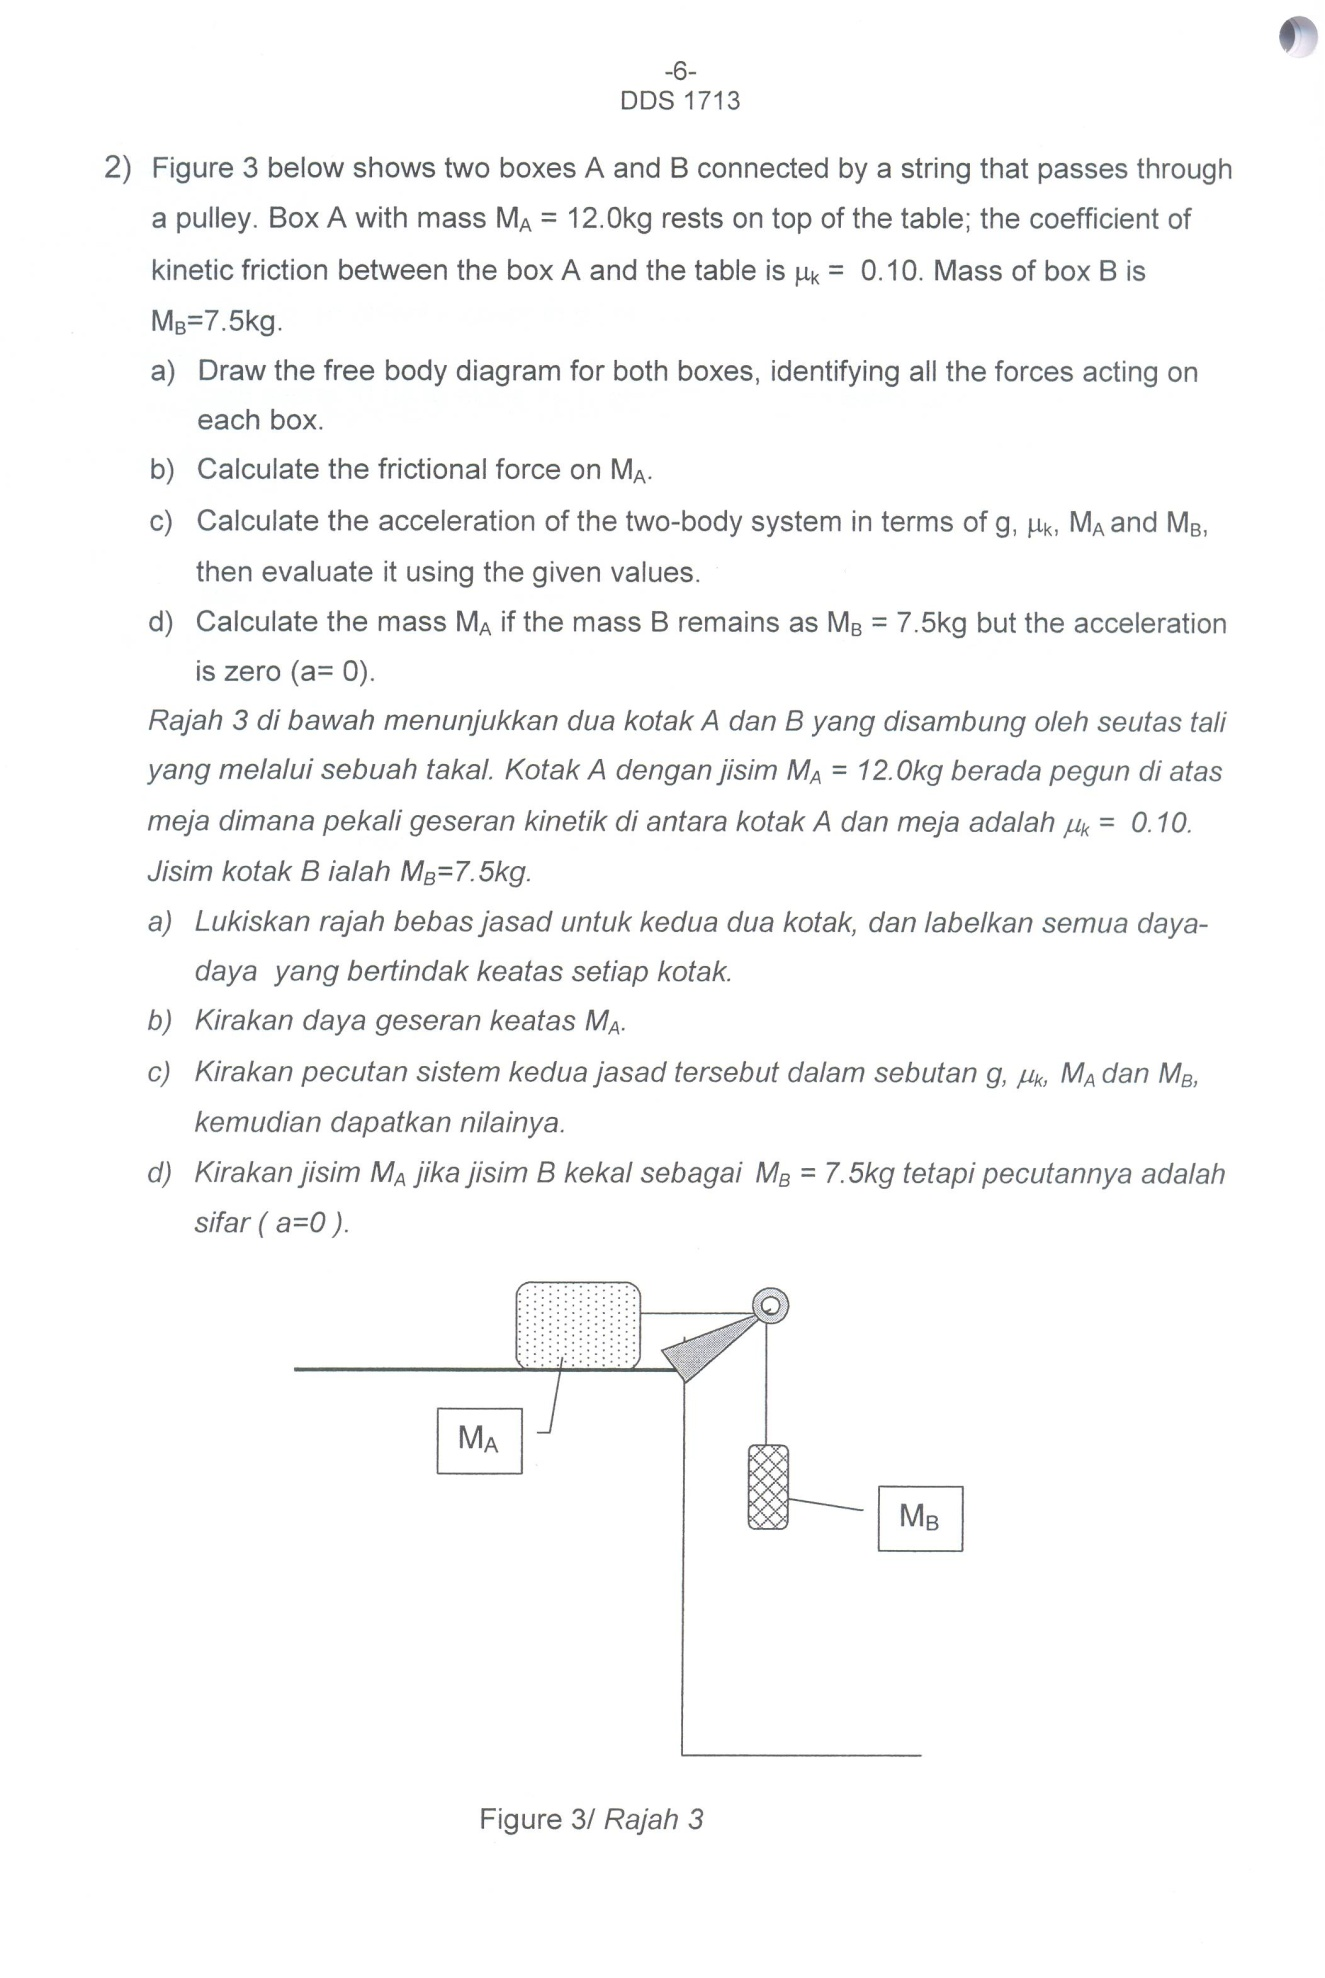 -6-
DDS 1713
2) Figure 3 below shows two boxes A and B connected by a string that passes through
a pulley. Box A with mass MA = 12.0kg rests on top of the table; the coefficient of
kinetic friction between the box A and the table is μk = 0.10. Mass of box B is
MB=7.5kg.
a) Draw the free body diagram for both boxes, identifying all the forces acting on
each box.
b) Calculate the frictional force on MA.
c) Calculate the acceleration of the two-body system in terms of g, μk, MA and MB,
then evaluate it using the given values.
d) Calculate the mass MA if the mass B remains as MB = 7.5kg but the acceleration
is zero (a= 0).
Rajah 3 di bawah menunjukkan dua kotak A dan B yang disambung oleh seutas tali
yang melalui sebuah takal. Kotak A dengan jisim MA = 12.0kg berada pegun di atas
meja dimana pekali geseran kinetik di antara kotak A dan meja adalah μk = 0.10.
Jisim kotak B ialah MB=7.5kg.
a) Lukiskan rajah bebas jasad untuk kedua dua kotak, dan labelkan semua daya-
daya yang bertindak keatas setiap kotak.
b) Kirakan daya geseran keatas MA.
c) Kirakan pecutan sistem kedua jasad tersebut dalam sebutan g, μk, MA dan MB,
kemudian dapatkan nilainya.
d) Kirakan jisim MA jika jisim B kekal sebagai MB = 7.5kg tetapi pecutannya adalah
sifar ( a=0 ).
MA
MB
Figure 3/ Rajah 3